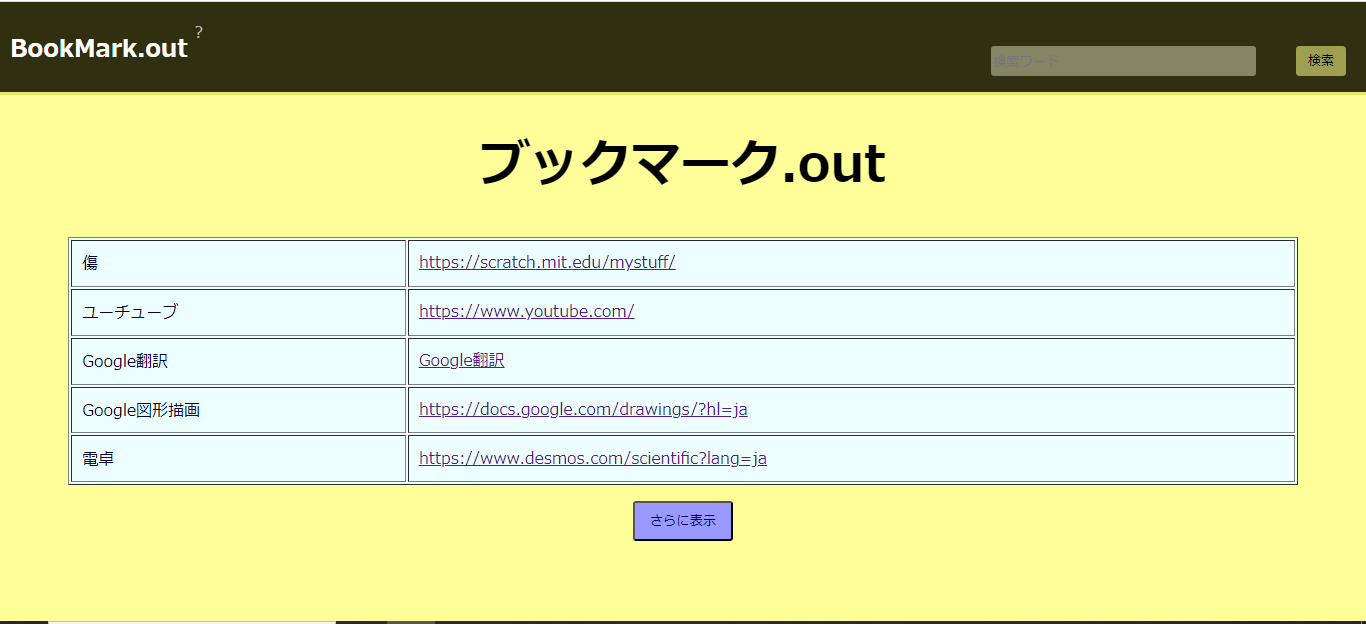 BookMark.out ?
検索ワード 検索
ブックマーク.out
傷 https://scratch.mit.edu/mystuff/
ユーチューブ https://www.youtube.com/
Google翻訳 Google翻訳
Google図形描画 https://docs.google.com/drawings/?hl=ja
電卓 https://www.desmos.com/scientific?lang=ja
さらに表示